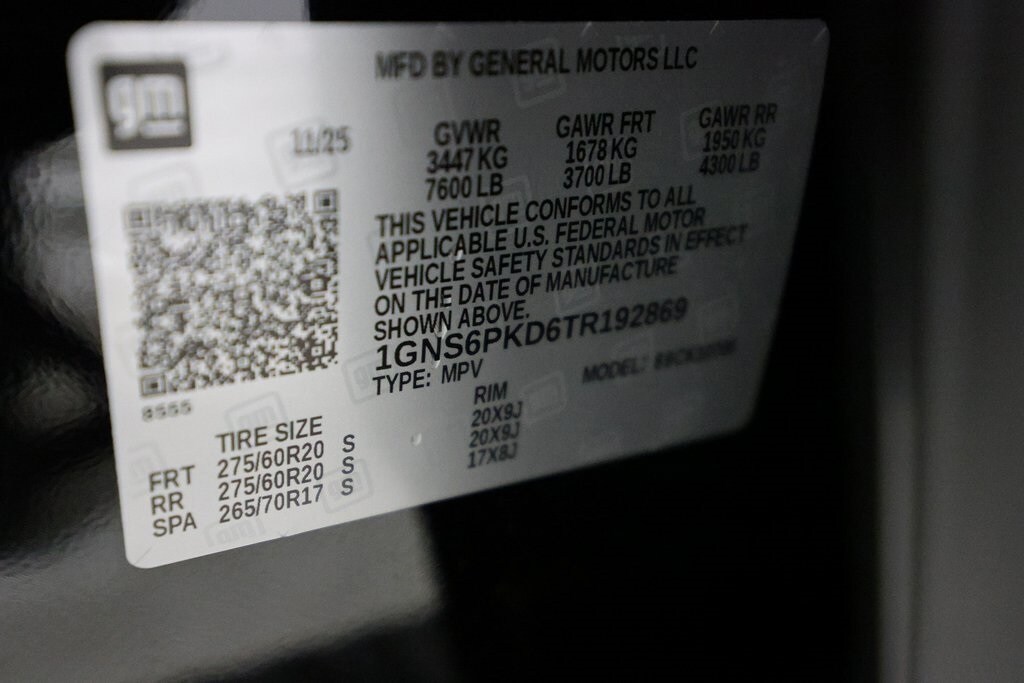 gm
MFD BY GENERAL MOTORS LLC
11/25
GVWR GAWR FRT GAWR RR
3447 KG 1678 KG 1950 KG
7600 LB 3700 LB 4300 LB
THIS VEHICLE CONFORMS TO ALL
APPLICABLE U.S. FEDERAL MOTOR
VEHICLE SAFETY STANDARDS IN EFFECT
ON THE DATE OF MANUFACTURE
SHOWN ABOVE.
1GNS6PKD6TR192869
TYPE: MPV MODEL:
8555
TIRE SIZE RIM
FRT 275/60R20 S 20X9J
RR 275/60R20 S 20X9J
SPA 265/70R17 S 17X8J